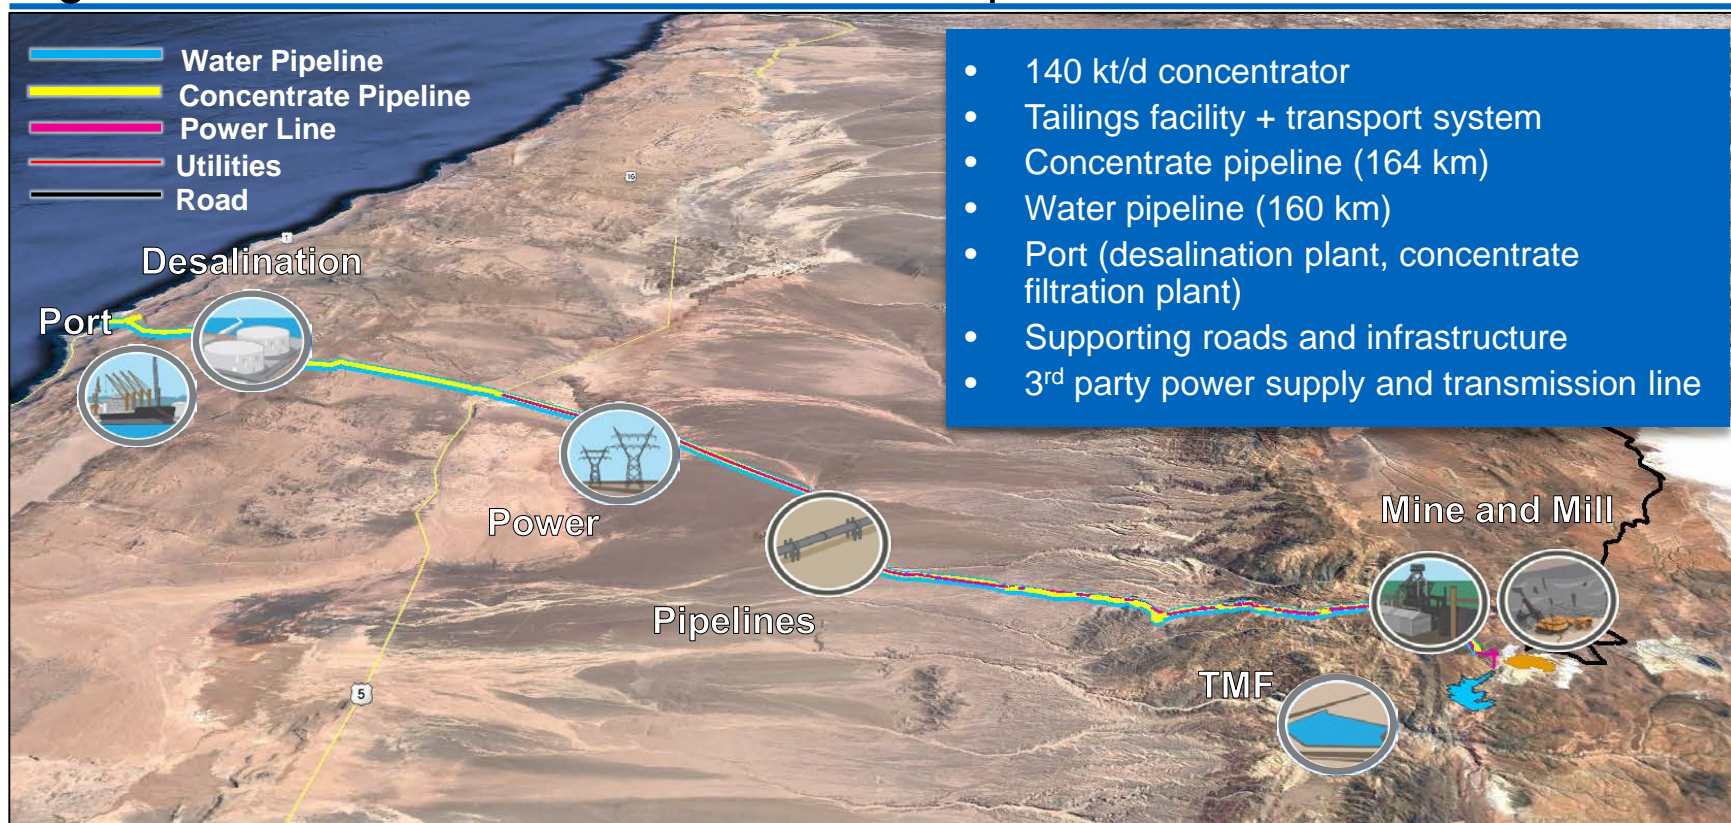 Water Pipeline
Concentrate Pipeline
Power Line
Utilities
Road
• 140 kt/d concentrator
• Tailings facility + transport system
• Concentrate pipeline (164 km)
• Water pipeline (160 km)
• Port (desalination plant, concentrate
filtration plant)
• Supporting roads and infrastructure
• 3rd party power supply and transmission line
16
1
Desalination
Port
Power
Mine and Mill
Pipelines
TMF
5